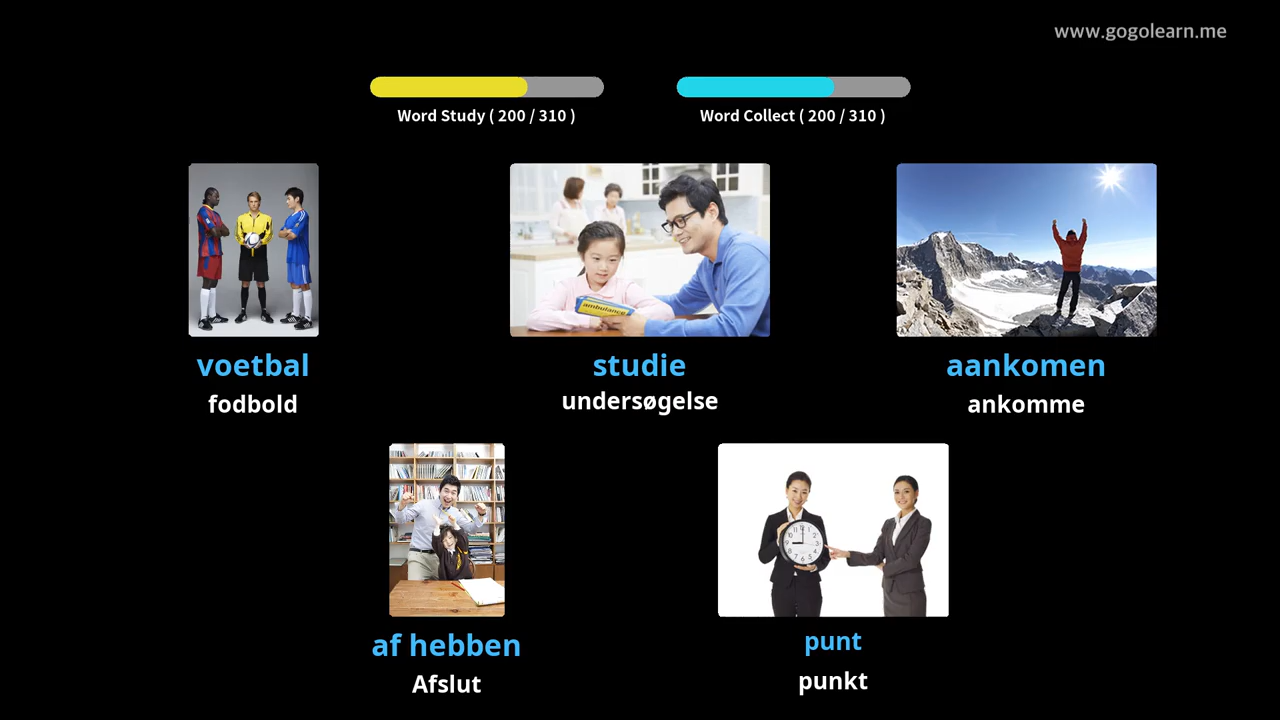 www.gogolearn.me
Word Study ( 200 / 310 )
Word Collect ( 200 / 310 )
ambulance
voetbal
studie
aankomen
fodbold
undersøgelse
ankomme
af hebben
punt
Afslut
punkt